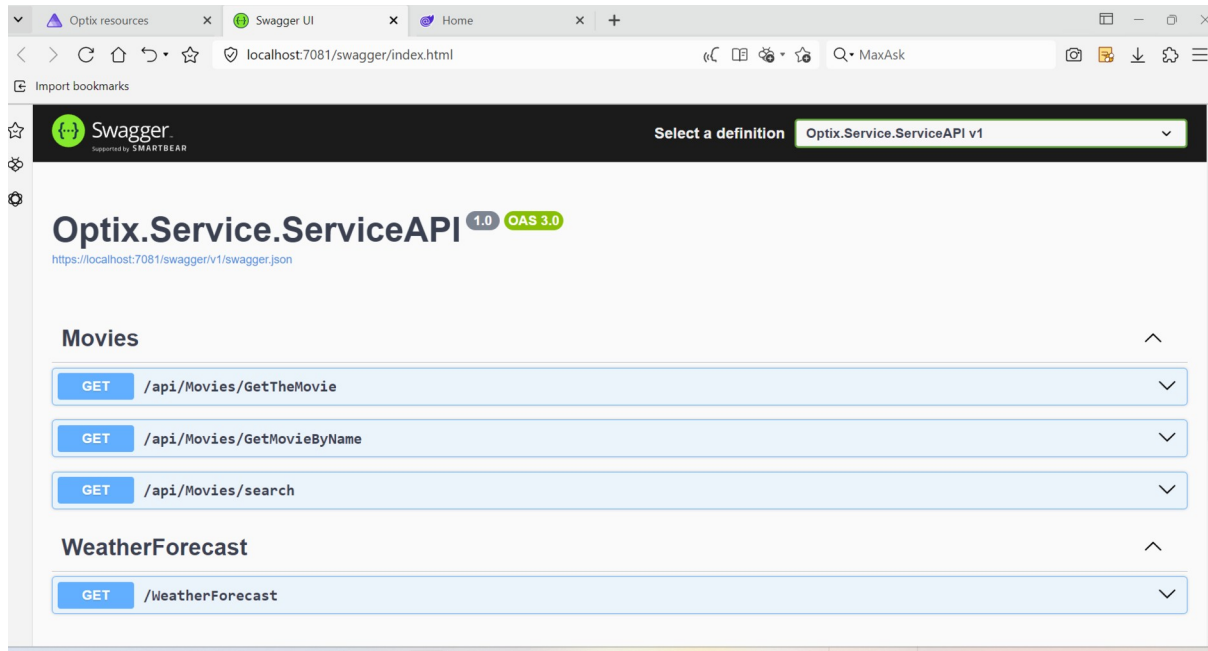 Optix resources
Swagger UI
Home
localhost:7081/swagger/index.html
MaxAsk
Import bookmarks
Swagger
Supported by SMARTBEAR
Select a definition
Optix.Service.ServiceAPI v1
Optix.Service.ServiceAPI 1.0 OAS 3.0
https://localhost:7081/swagger/v1/swagger.json
Movies
GET /api/Movies/GetTheMovie
GET /api/Movies/GetMovieByName
GET /api/Movies/search
WeatherForecast
GET /WeatherForecast